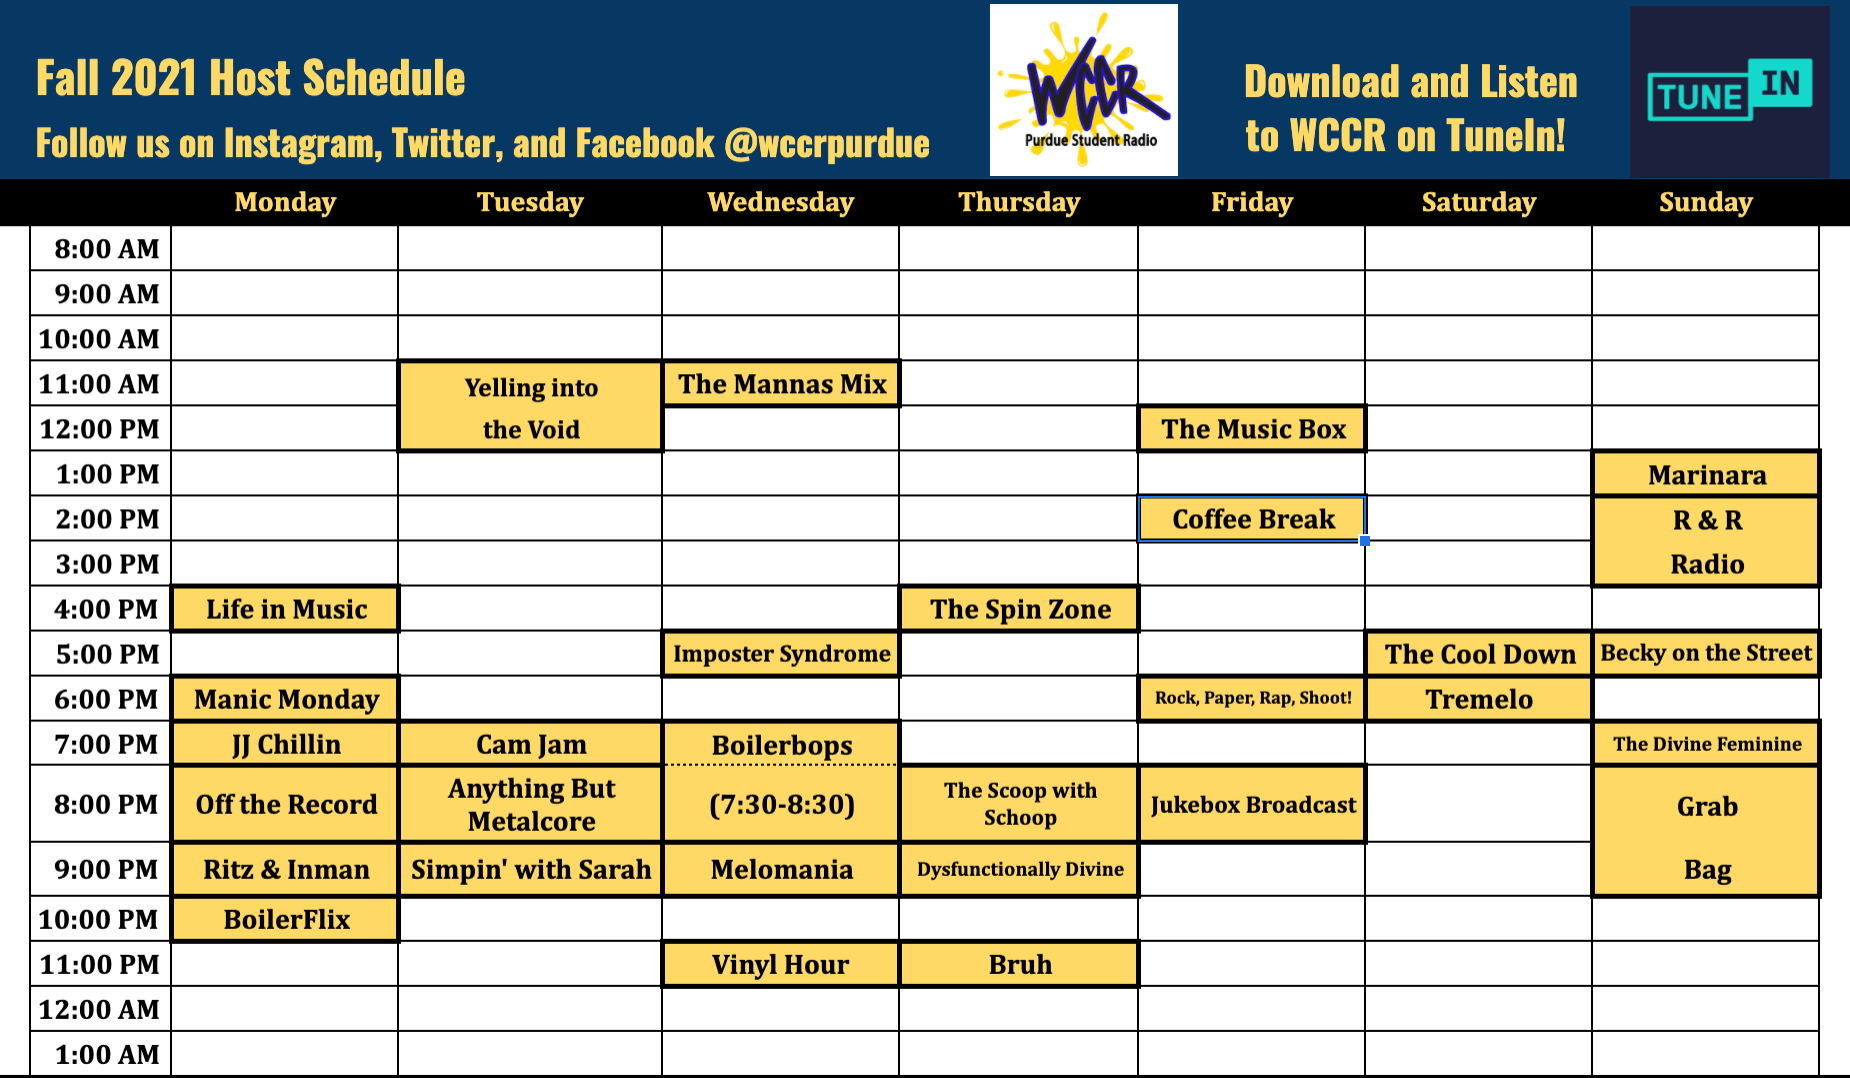 Fall 2021 Host Schedule
Follow us on Instagram, Twitter, and Facebook @wccrpurdue
WCCR
Purdue Student Radio
Download and Listen
to WCCR on TuneIn!
TUNE IN
Monday Tuesday Wednesday Thursday Friday Saturday Sunday
8:00 AM
9:00 AM
10:00 AM
11:00 AM Yelling into The Mannas Mix
12:00 PM the Void The Music Box
1:00 PM Marinara
2:00 PM Coffee Break R & R
3:00 PM Radio
4:00 PM Life in Music The Spin Zone
5:00 PM Imposter Syndrome The Cool Down Becky on the Street
6:00 PM Manic Monday Rock, Paper, Rap, Shoot! Tremelo
7:00 PM JJ Chillin Cam Jam Boilerbops The Divine Feminine
8:00 PM Off the Record Anything But
Metalcore (7:30-8:30) The Scoop with
Schoop Jukebox Broadcast Grab
9:00 PM Ritz & Inman Simpin' with Sarah Melomania Dysfunctionally Divine Bag
10:00 PM BoilerFlix
11:00 PM Vinyl Hour Bruh
12:00 AM
1:00 AM